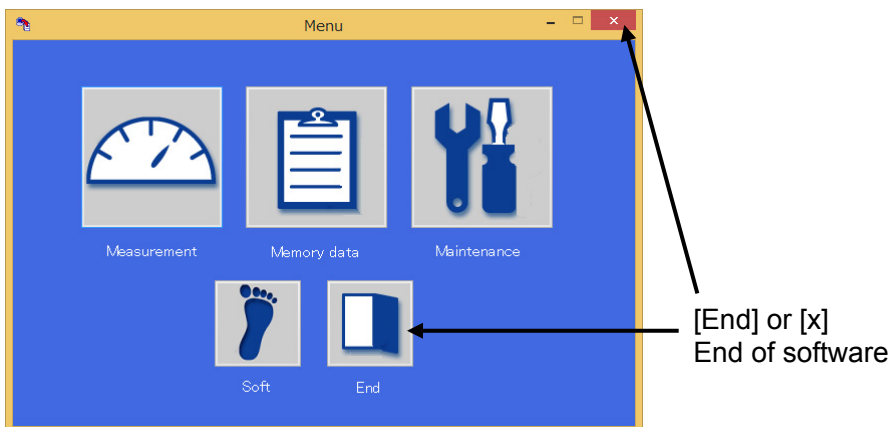 Menu
Measurement
Memory data
Maintenance
Soft
End
[End] or [x]
End of software